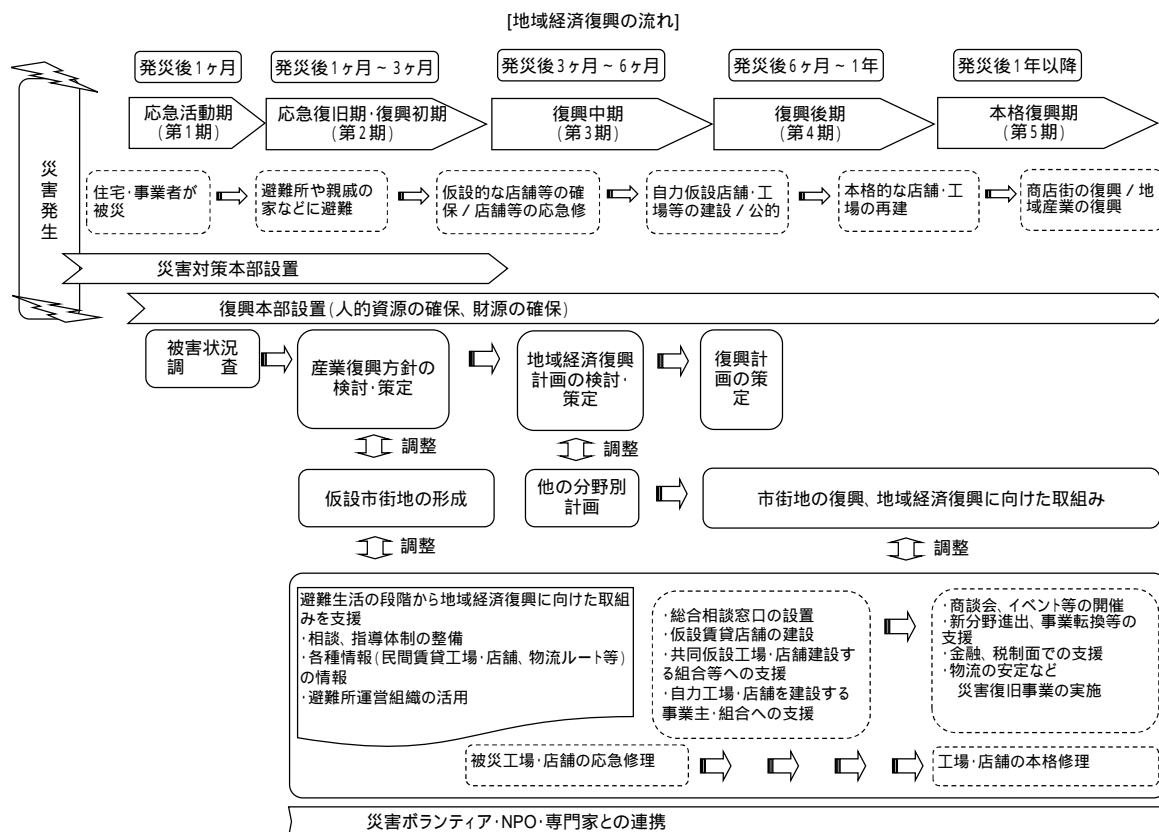 [地域経済復興の流れ]
発災後1ヶ月
発災後1ヶ月~3ヶ月
発災後3ヶ月~6ヶ月
発災後6ヶ月~1年
発災後1年以降
応急活動期
(第1期)
応急復旧期・復興初期
(第2期)
復興中期
(第3期)
復興後期
(第4期)
本格復興期
(第5期)
災害発生
住宅・事業者が
被災
避難所や親戚の
家などに避難
仮設的な店舗等の確
保/店舗等の応急修
自力仮設店舗・工
場等の建設/公的
本格的な店舗・工
場の再建
商店街の復興/地
域産業の復興
災害対策本部設置
復興本部設置(人的資源の確保、財源の確保)
被害状況
調 査
産業復興方針の
検討・策定
地域経済復興
計画の検討・
策定
復興計
画の策
定
調整
調整
仮設市街地の形成
他の分野別
計画
市街地の復興、地域経済復興に向けた取組み
調整
調整
避難生活の段階から地域経済復興に向けた取組
みを支援
・相談、指導体制の整備
・各種情報(民間賃貸工場・店舗、物流ルート等)
の情報
・避難所運営組織の活用
・総合相談窓口の設置
・仮設賃貸店舗の建設
・共同仮設工場・店舗建設す
る組合等への支援
・自力工場・店舗を建設する
事業主・組合への支援
・商談会、イベント等の開催
・新分野進出、事業転換等の
支援
・金融、税制面での支援
・物流の安定など
災害復旧事業の実施
被災工場・店舗の応急修理
工場・店舗の本格修理
災害ボランティア・NPO・専門家との連携